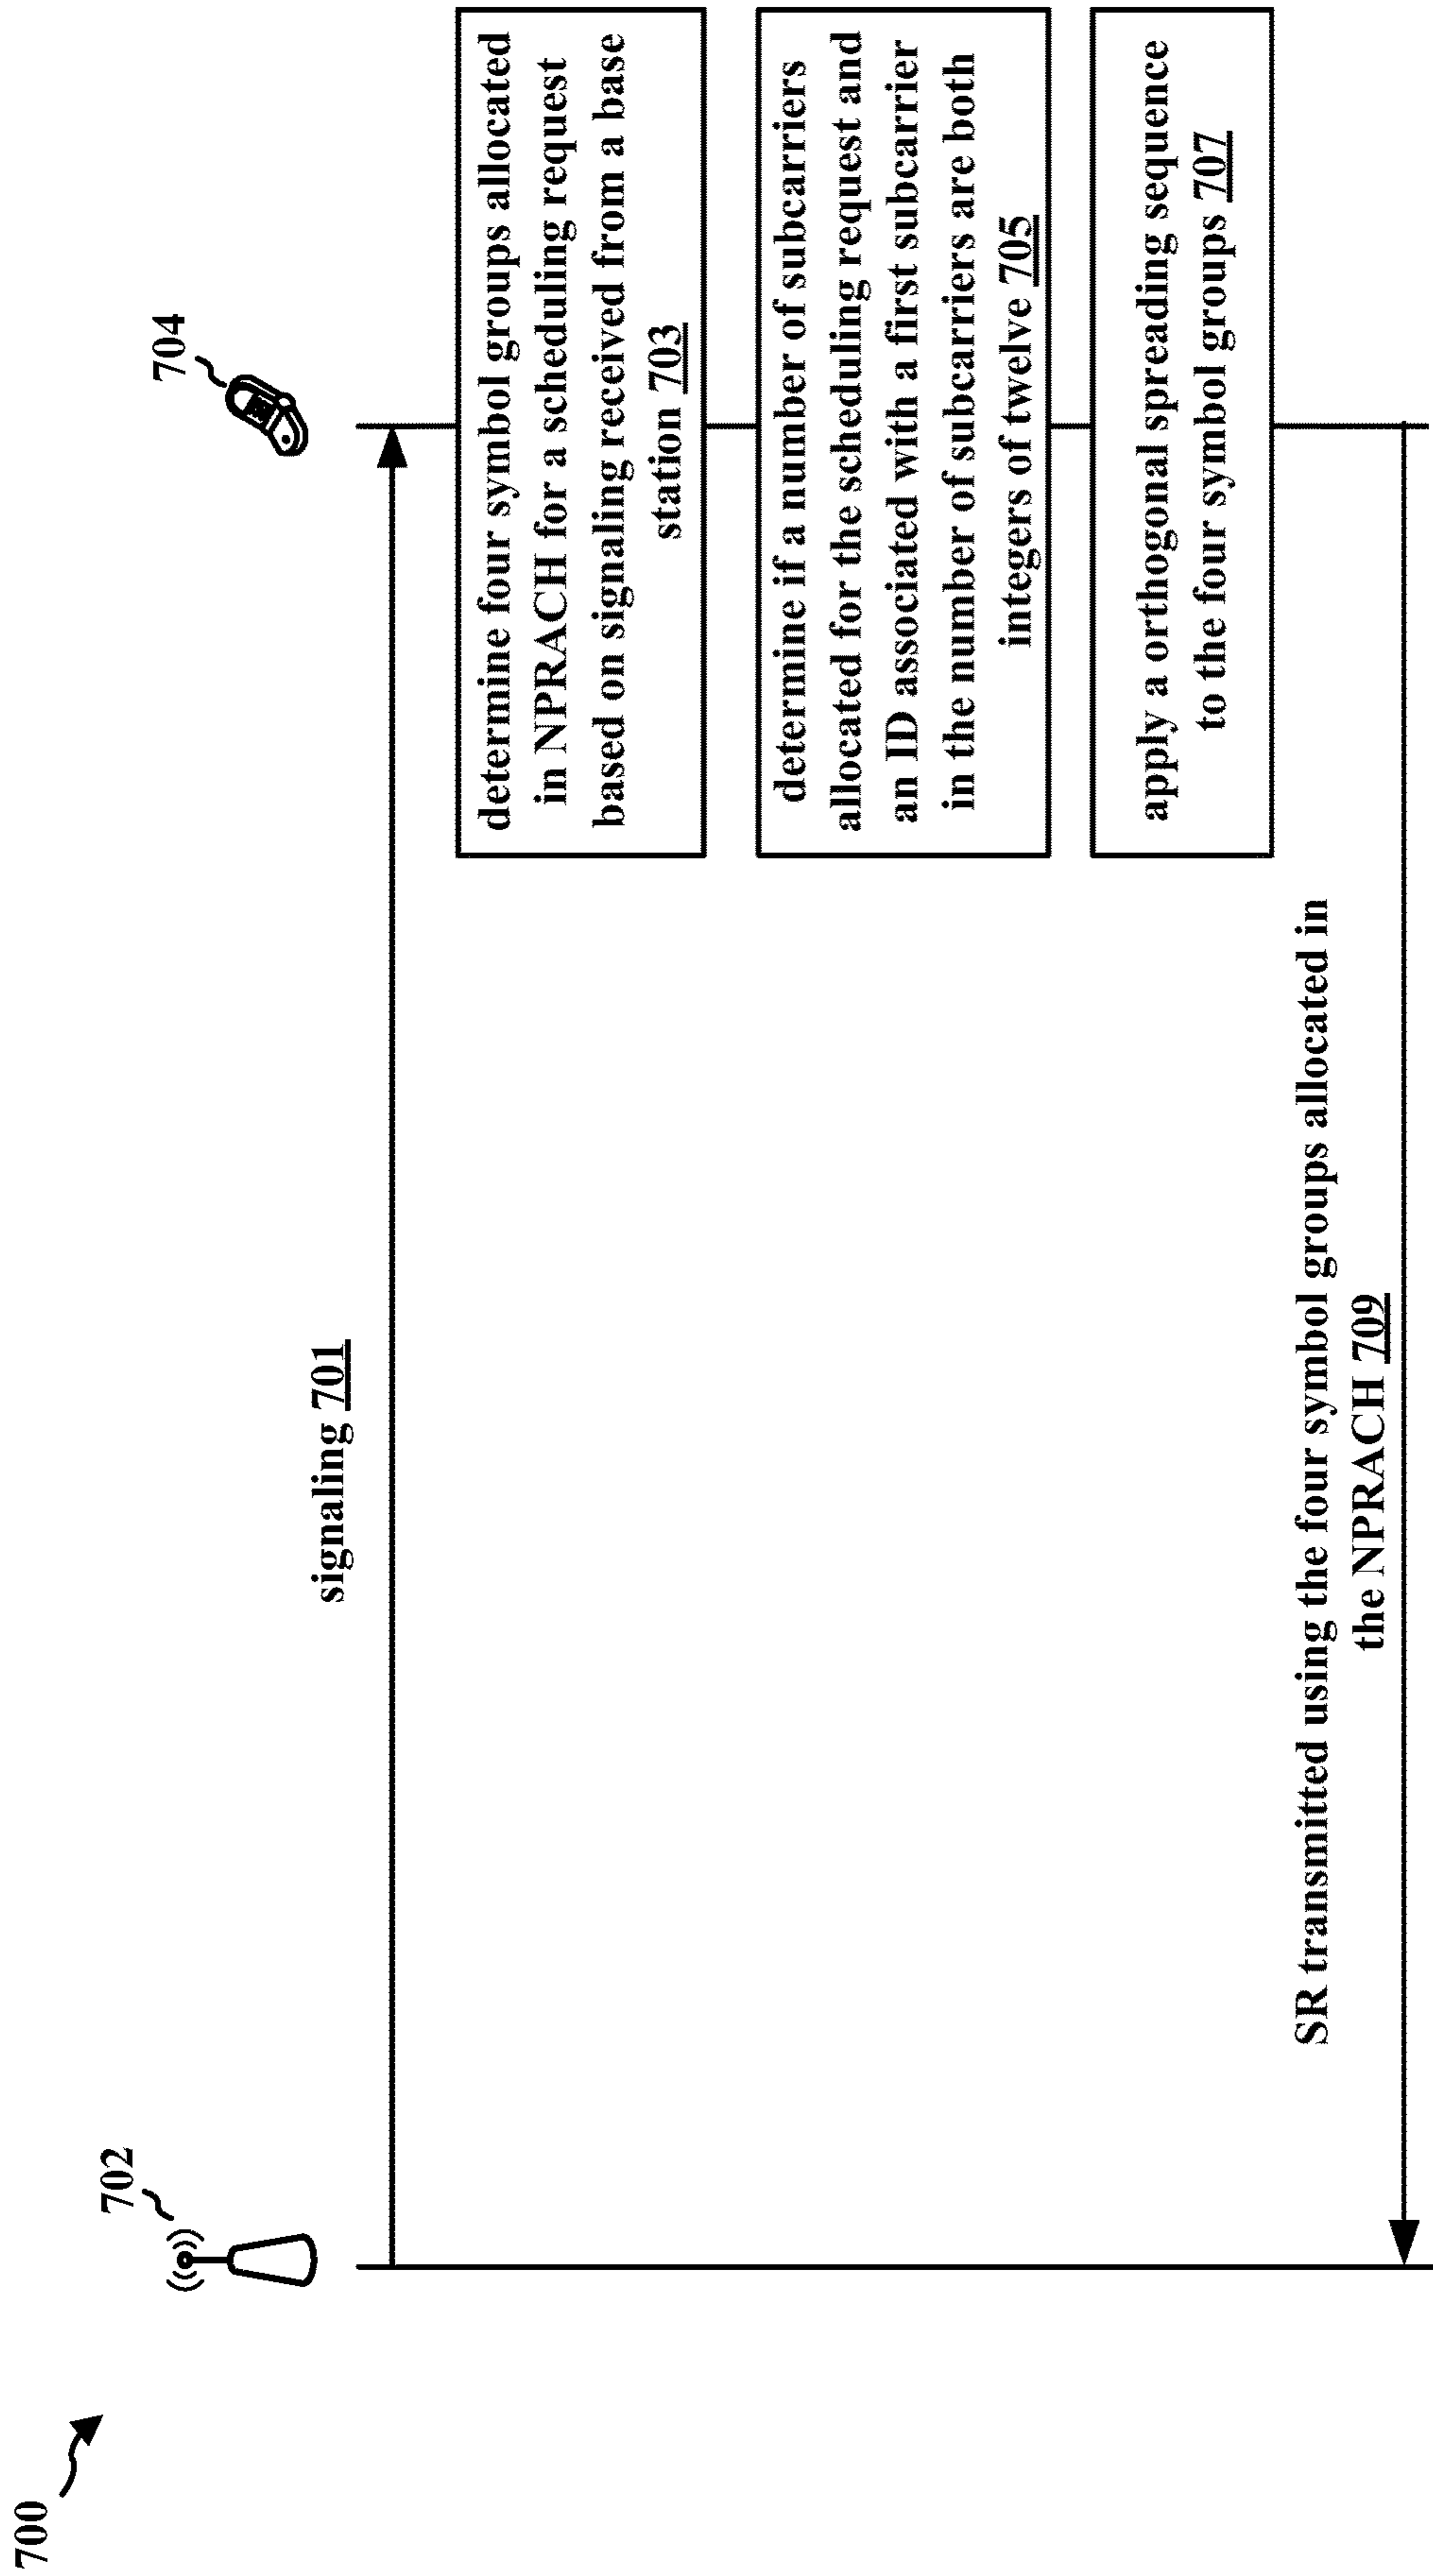 700
702
704
signaling 701
determine four symbol groups allocated
in NPRACH for a scheduling request
based on signaling received from a base
station 703
determine if a number of subcarriers
allocated for the scheduling request and
an ID associated with a first subcarrier
in the number of subcarriers are both
integers of twelve 705
apply a orthogonal spreading sequence
to the four symbol groups 707
SR transmitted using the four symbol groups allocated in
the NPRACH 709